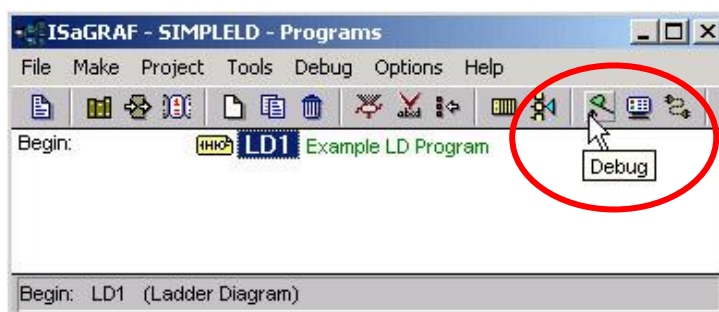 ISaGRAF - SIMPLELD - Programs
File Make Project Tools Debug Options Help
Begin: LD1 Example LD Program
Debug
Begin: LD1 (Ladder Diagram)